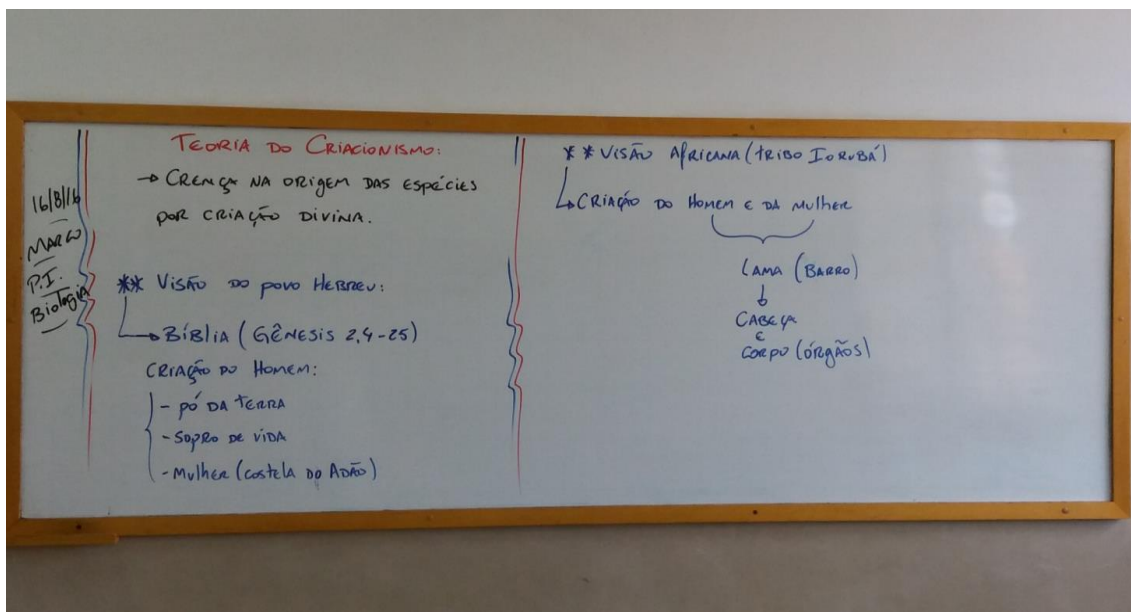 16/8/16
MARCO
P.I.
Biologia
TEORIA DO CRIACIONISMO:
→ CRENÇA NA ORIGEM DAS ESPÉCIES
POR CRIAÇÃO DIVINA.
** VISÃO DO POVO HEBREU:
→ BÍBLIA (GÊNESIS 2,4-25)
CRIAÇÃO DO HOMEM:
- PÓ DA TERRA
- SOPRO DE VIDA
- MULHER (COSTELA DO ADÃO)
** VISÃO AFRICANA (TRIBO IORUBÁ)
→ CRIAÇÃO DO HOMEM E DA MULHER
LAMA (BARRO)
↓
CABEÇA
E
CORPO (ÓRGÃOS)